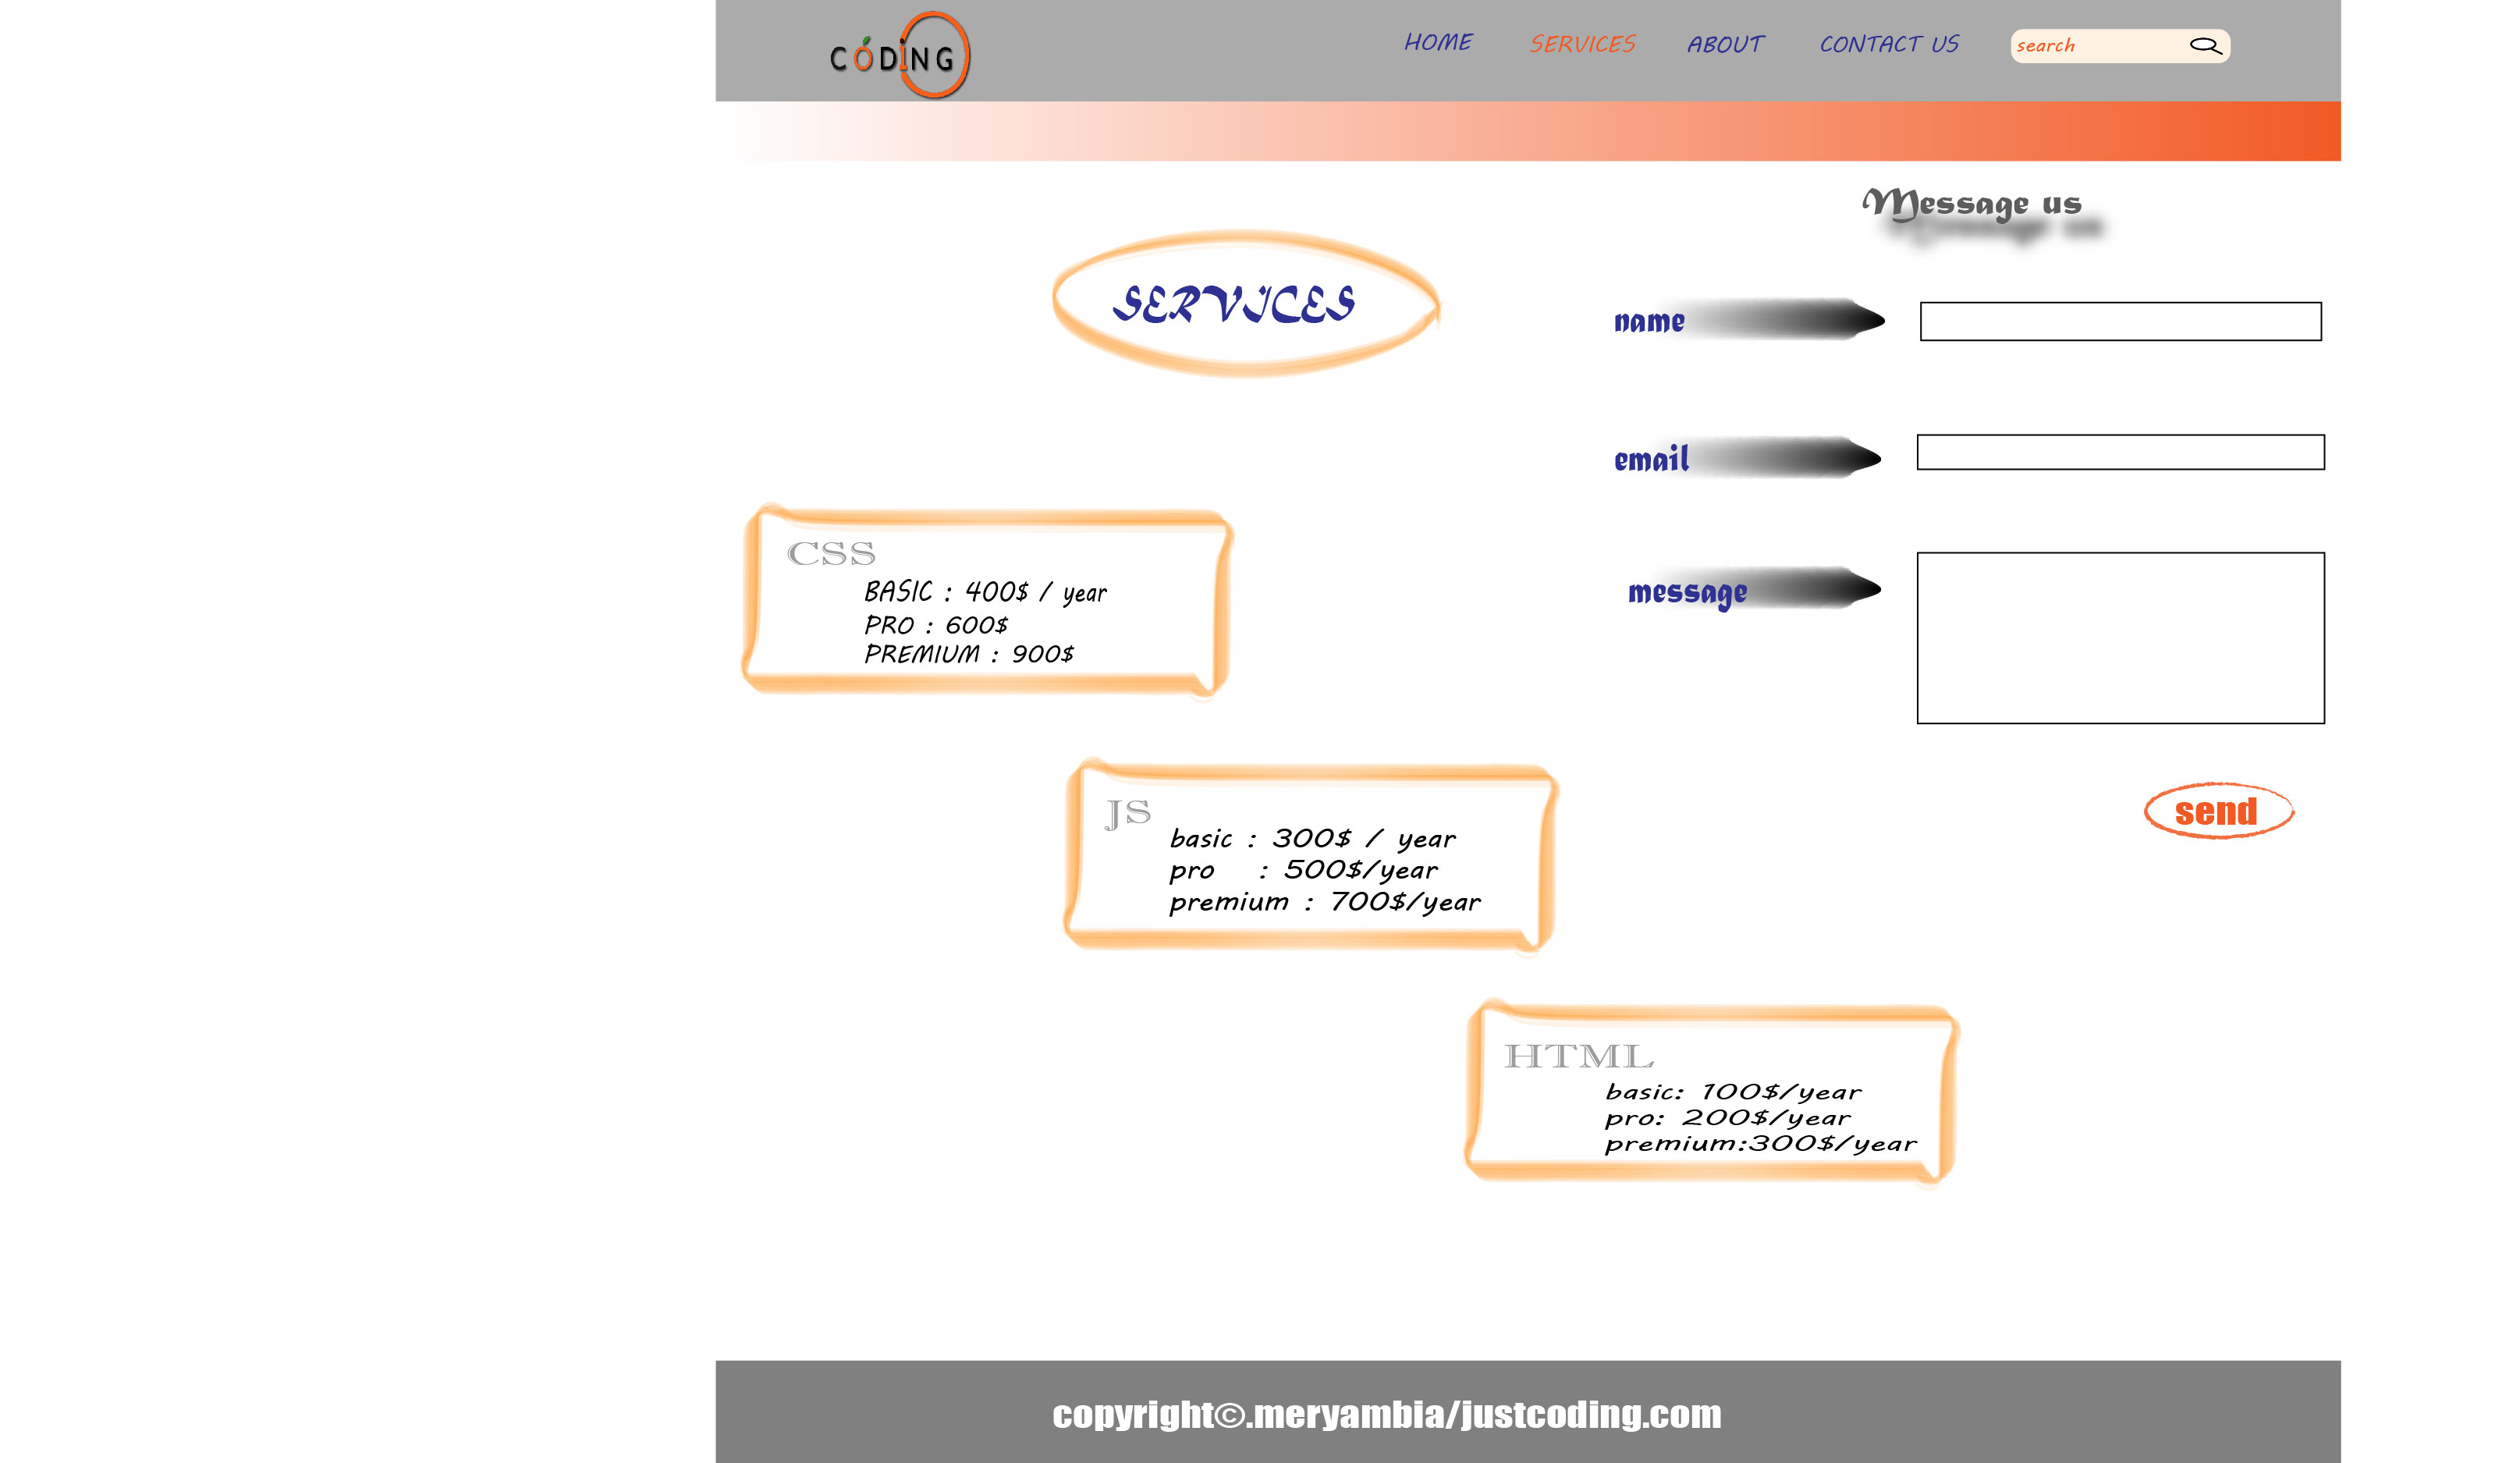 CODING
HOME SERVICES ABOUT CONTACT US search
Message us
SERVICES
name
email
message
send
CSS
BASIC : 400$ / year
PRO : 600$
PREMIUM : 900$
JS
basic : 300$ / year
pro : 500$/year
premium : 700$/year
HTML
basic: 100$/year
pro: 200$/year
premium:300$/year
copyright©.meryambia/justcoding.com